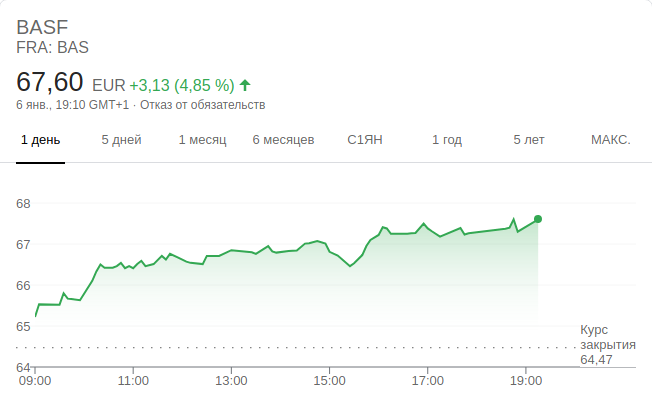 BASF
FRA: BAS
67,60 EUR +3,13 (4,85 %)
6 янв., 19:10 GMT+1 · Отказ от обязательств
1 день 5 дней 1 месяц 6 месяцев С1ЯН 1 год 5 лет МАКС.
68
67
66
65
Курс
закрытия
64,47
64
09:00 11:00 13:00 15:00 17:00 19:00